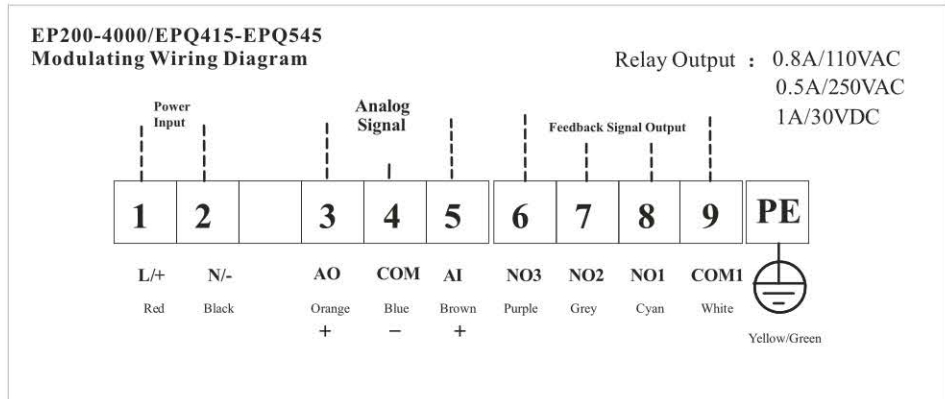 EP200-4000/EPQ415-EPQ545
Modulating Wiring Diagram
Relay Output : 0.8A/110VAC
0.5A/250VAC
1A/30VDC
Power
Input
Analog
Signal
Feedback Signal Output
1 2 3 4 5 6 7 8 9 PE
L/+ N/- AO COM AI NO3 NO2 NO1 COM1
Red Black Orange Blue Brown Purple Grey Cyan White
+ − +
Yellow/Green